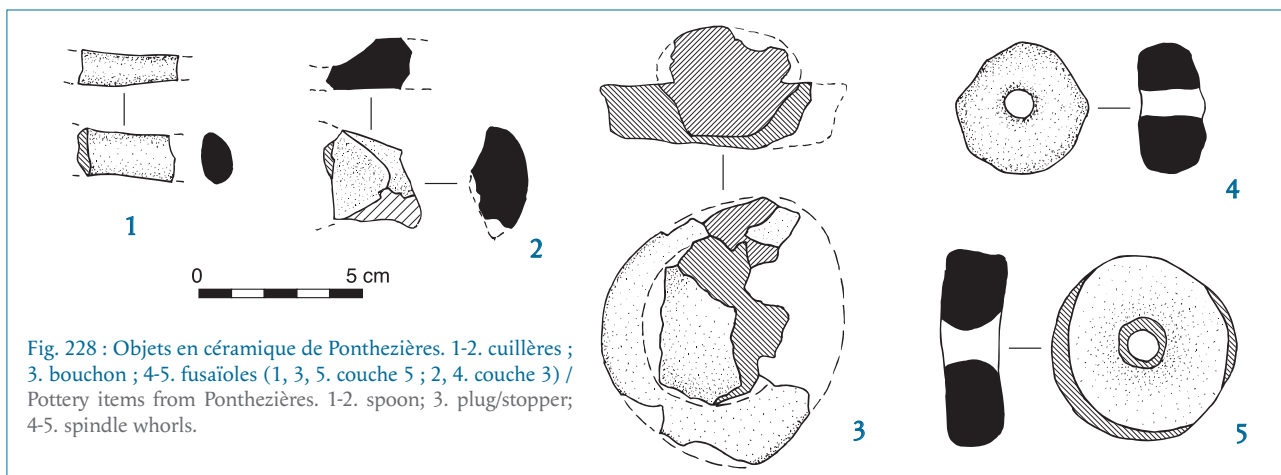 1
2
3
4
5
0 5 cm
Fig. 228 : Objets en céramique de Ponthezières. 1-2. cuillères ;
3. bouchon ; 4-5. fusaïoles (1, 3, 5. couche 5 ; 2, 4. couche 3) /
Pottery items from Ponthezières. 1-2. spoon; 3. plug/stopper;
4-5. spindle whorls.